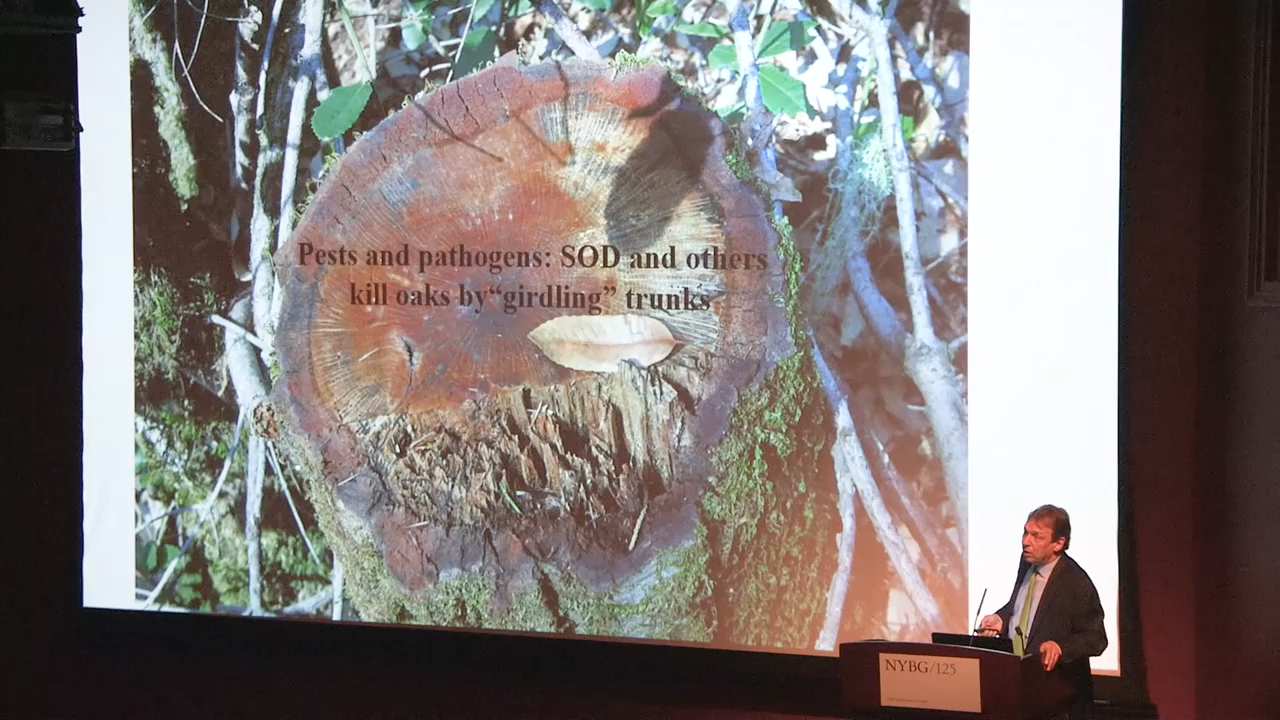 Pests and pathogens: SOD and others
kill oaks by“girdling” trunks
NYBG/125